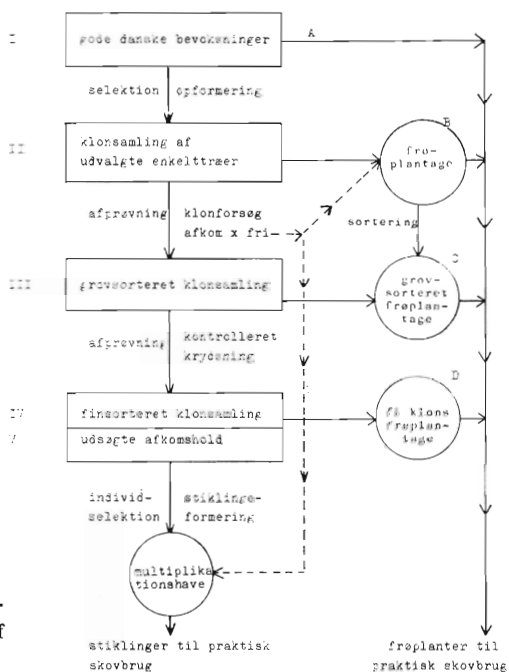 I
gode danske bevoksninger
A
selektion opformering
II
klonsamling af
udvalgte enkelttræer
B
frø-
plantage
afprøvning klonforsøg
afkom x fri
sortering
III
grovsorteret klonsamling
C
grov-
sorteret
frøplan-
tage
afprøvning kontrolleret
krydsning
D
IV
finsorteret klonsamling
få klons
frøplan-
tage
V
udsøgte afkomshold
individ- stiklinge-
selektion formering
multiplika
tionshave
f
stiklinger til praktisk
skovbrug
frøplanter til
praktisk skovbrug